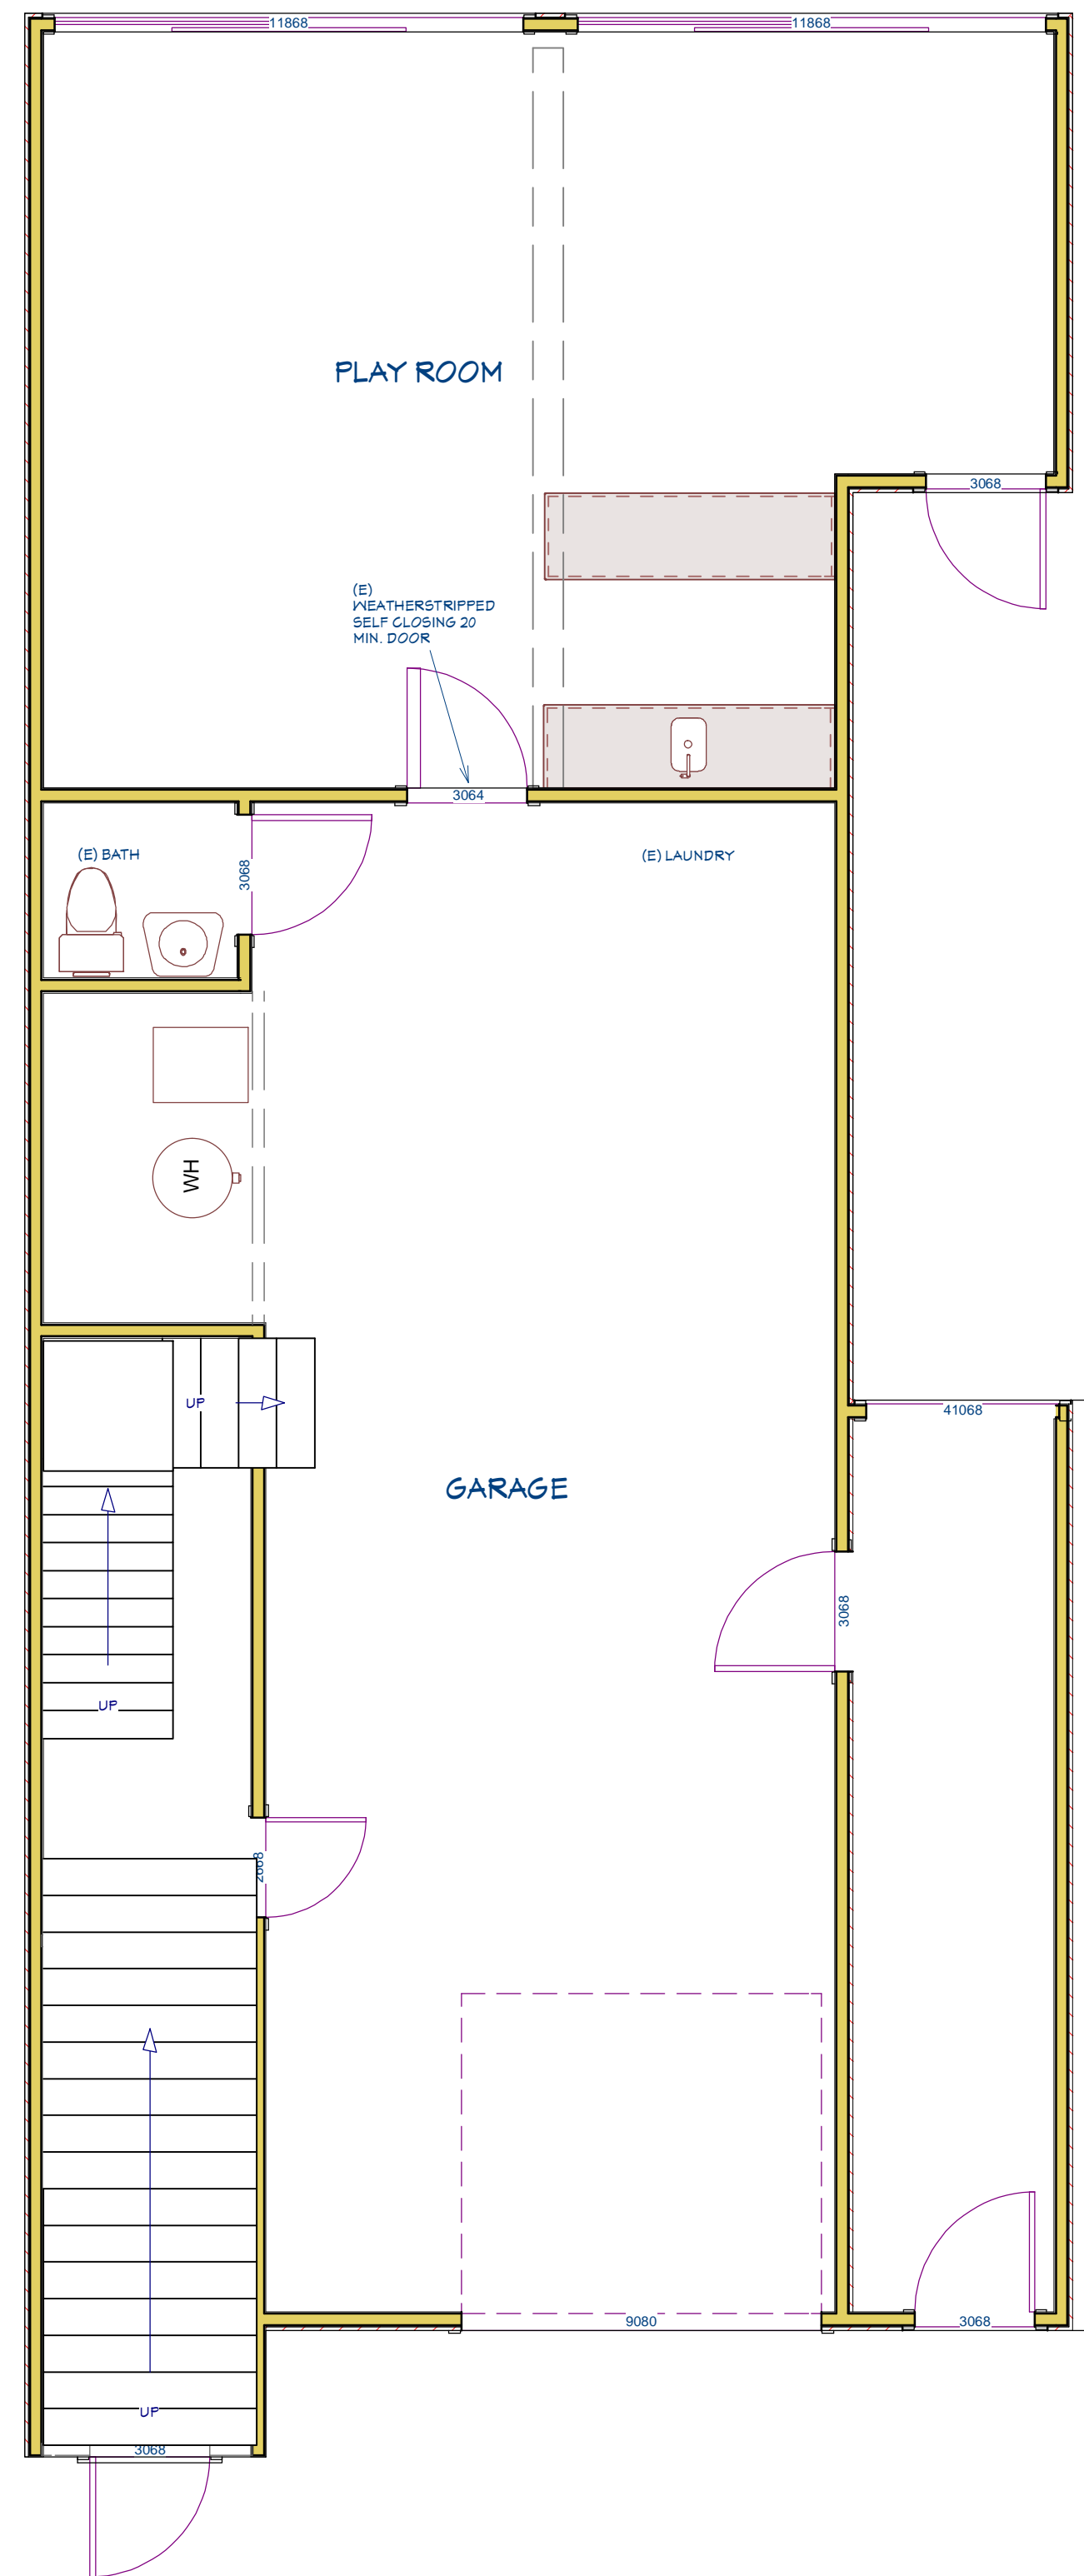 11868
11868
PLAY ROOM
3068
(E)
WEATHERSTRIPPED
SELF CLOSING 20
MIN. DOOR
3064
(E) BATH
3068
(E) LAUNDRY
WH
UP
41068
GARAGE
3068
UP
2668
9080
3068
UP
3068